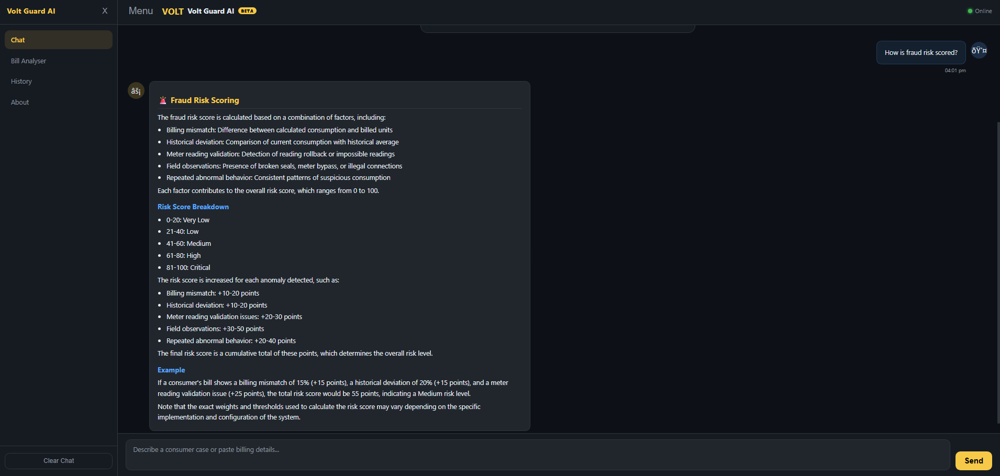 Volt Guard AI
X
Chat
Bill Analyser
History
About
Clear Chat
Menu
VOLT Volt Guard AI BETA
Online
How is fraud risk scored?
ðŸ‘¤
04:01 pm
âš¡
🚨 Fraud Risk Scoring
The fraud risk score is calculated based on a combination of factors, including:
• Billing mismatch: Difference between calculated consumption and billed units
• Historical deviation: Comparison of current consumption with historical average
• Meter reading validation: Detection of reading rollback or impossible readings
• Field observations: Presence of broken seals, meter bypass, or illegal connections
• Repeated abnormal behavior: Consistent patterns of suspicious consumption
Each factor contributes to the overall risk score, which ranges from 0 to 100.
Risk Score Breakdown
• 0-20: Very Low
• 21-40: Low
• 41-60: Medium
• 61-80: High
• 81-100: Critical
The risk score is increased for each anomaly detected, such as:
• Billing mismatch: +10-20 points
• Historical deviation: +10-20 points
• Meter reading validation issues: +20-30 points
• Field observations: +30-50 points
• Repeated abnormal behavior: +20-40 points
The final risk score is a cumulative total of these points, which determines the overall risk level.
Example
If a consumer's bill shows a billing mismatch of 15% (+15 points), a historical deviation of 20% (+15 points), and a meter
reading validation issue (+25 points), the total risk score would be 55 points, indicating a Medium risk level.
Note that the exact weights and thresholds used to calculate the risk score may vary depending on the specific
implementation and configuration of the system.
Describe a consumer case or paste billing details...
Send